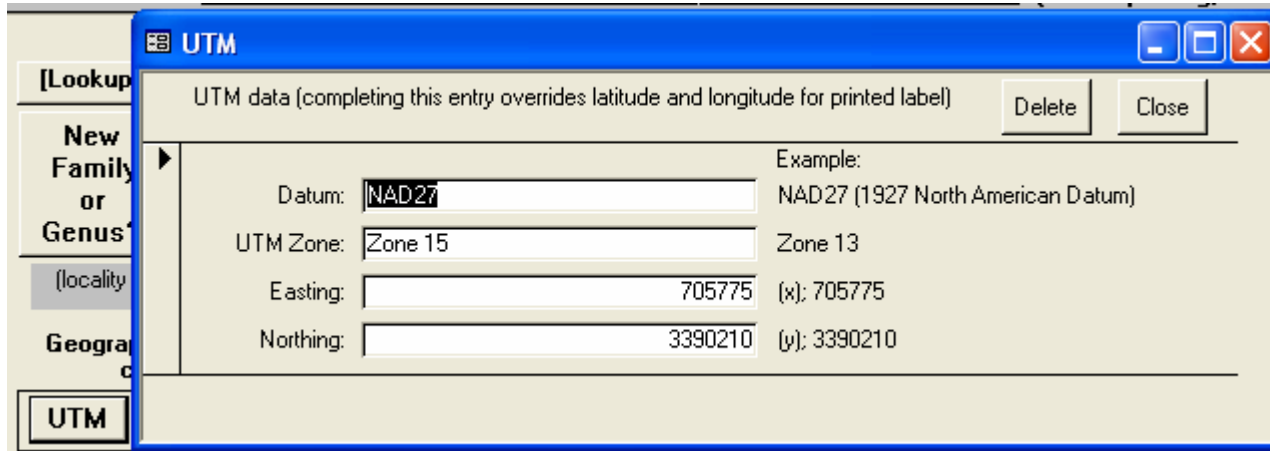 UTM
[Lookup
UTM data (completing this entry overrides latitude and longitude for printed label)
Delete
Close
New
Family
or
Genus
Example:
Datum: NAD27 NAD27 (1927 North American Datum)
UTM Zone: Zone 15 Zone 13
(locality
Easting: 705775 (x); 705775
Geogra
Northing: 3390210 (y); 3390210
UTM